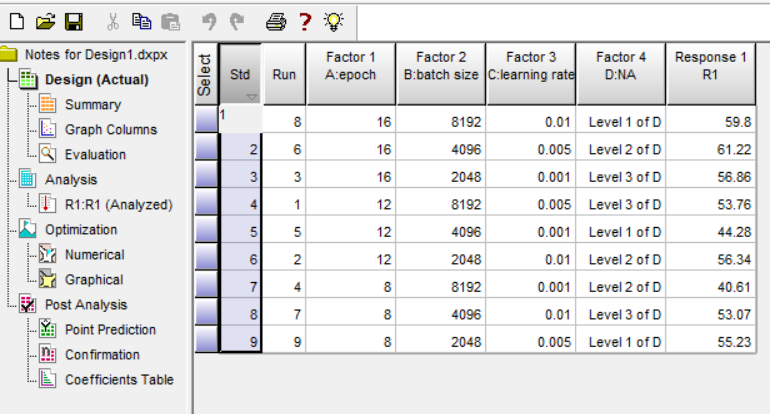 Notes for Design1.dxpx
Design (Actual)
Summary
Graph Columns
Evaluation
Analysis
R1:R1 (Analyzed)
Optimization
Numerical
Graphical
Post Analysis
Point Prediction
Confirmation
Coefficients Table
Select Std Run Factor 1 Factor 2 Factor 3 Factor 4 Response 1
A:epoch B:batch size C:learning rate D:NA R1
1 8 16 8192 0.01 Level 1 of D 59.8
2 6 16 4096 0.005 Level 2 of D 61.22
3 3 16 2048 0.001 Level 3 of D 56.86
4 1 12 8192 0.005 Level 3 of D 53.76
5 5 12 4096 0.001 Level 1 of D 44.28
6 2 12 2048 0.01 Level 2 of D 56.34
7 4 8 8192 0.001 Level 2 of D 40.61
8 7 8 4096 0.01 Level 3 of D 53.07
9 9 8 2048 0.005 Level 1 of D 55.23